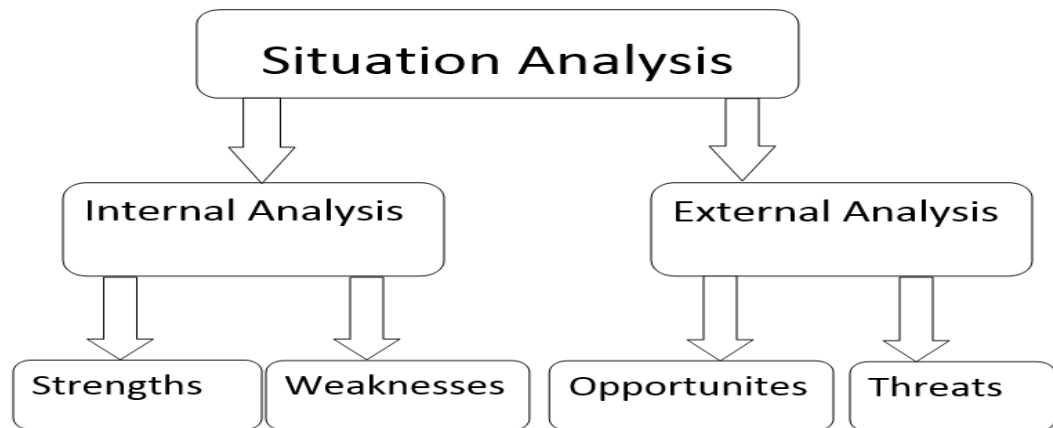 Situation Analysis
Internal Analysis
External Analysis
Strengths
Weaknesses
Opportunites
Threats